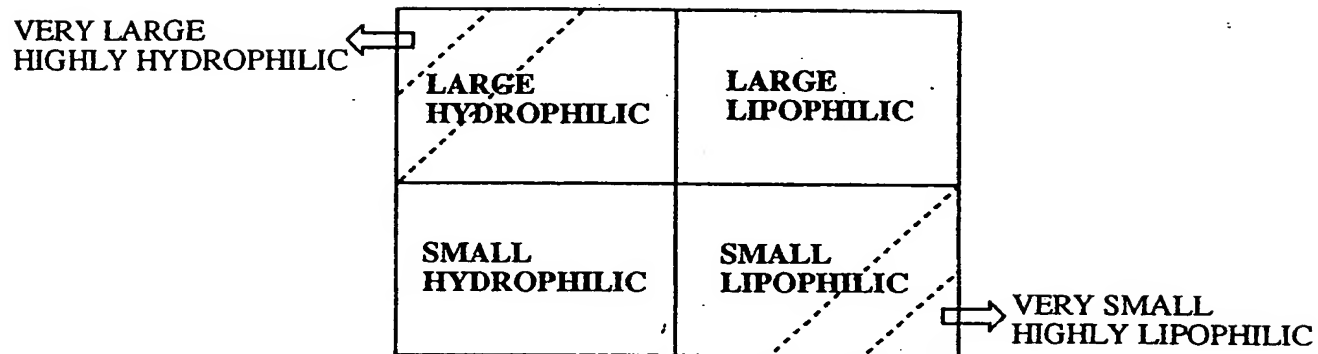 VERY LARGE
HIGHLY HYDROPHILIC
LARGE
HYDROPHILIC
LARGE
LIPOPHILIC
SMALL
HYDROPHILIC
SMALL
LIPOPHILIC
VERY SMALL
HIGHLY LIPOPHILIC